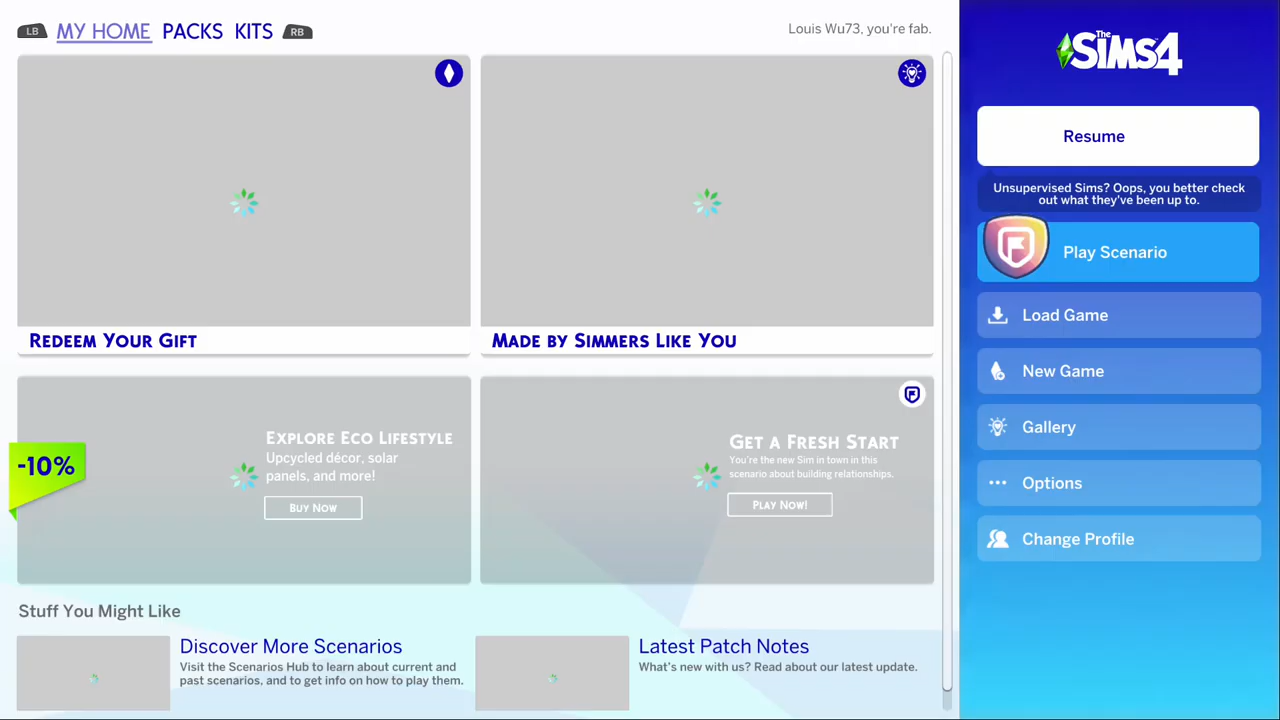 LB MY HOME PACKS KITS RB
Louis Wu73, you're fab.
REDEEM YOUR GIFT
MADE BY SIMMERS LIKE YOU
-10%
EXPLORE ECO LIFESTYLE
Upcycled décor, solar
panels, and more!
BUY NOW
GET A FRESH START
You're the new Sim in town in this
scenario about building relationships.
PLAY NOW!
Stuff You Might Like
Discover More Scenarios
Visit the Scenarios Hub to learn about current and
past scenarios, and to get info on how to play them.
Latest Patch Notes
What's new with us? Read about our latest update.
The SIMS4
Resume
Unsupervised Sims? Oops, you better check
out what they've been up to.
Play Scenario
Load Game
New Game
Gallery
Options
Change Profile